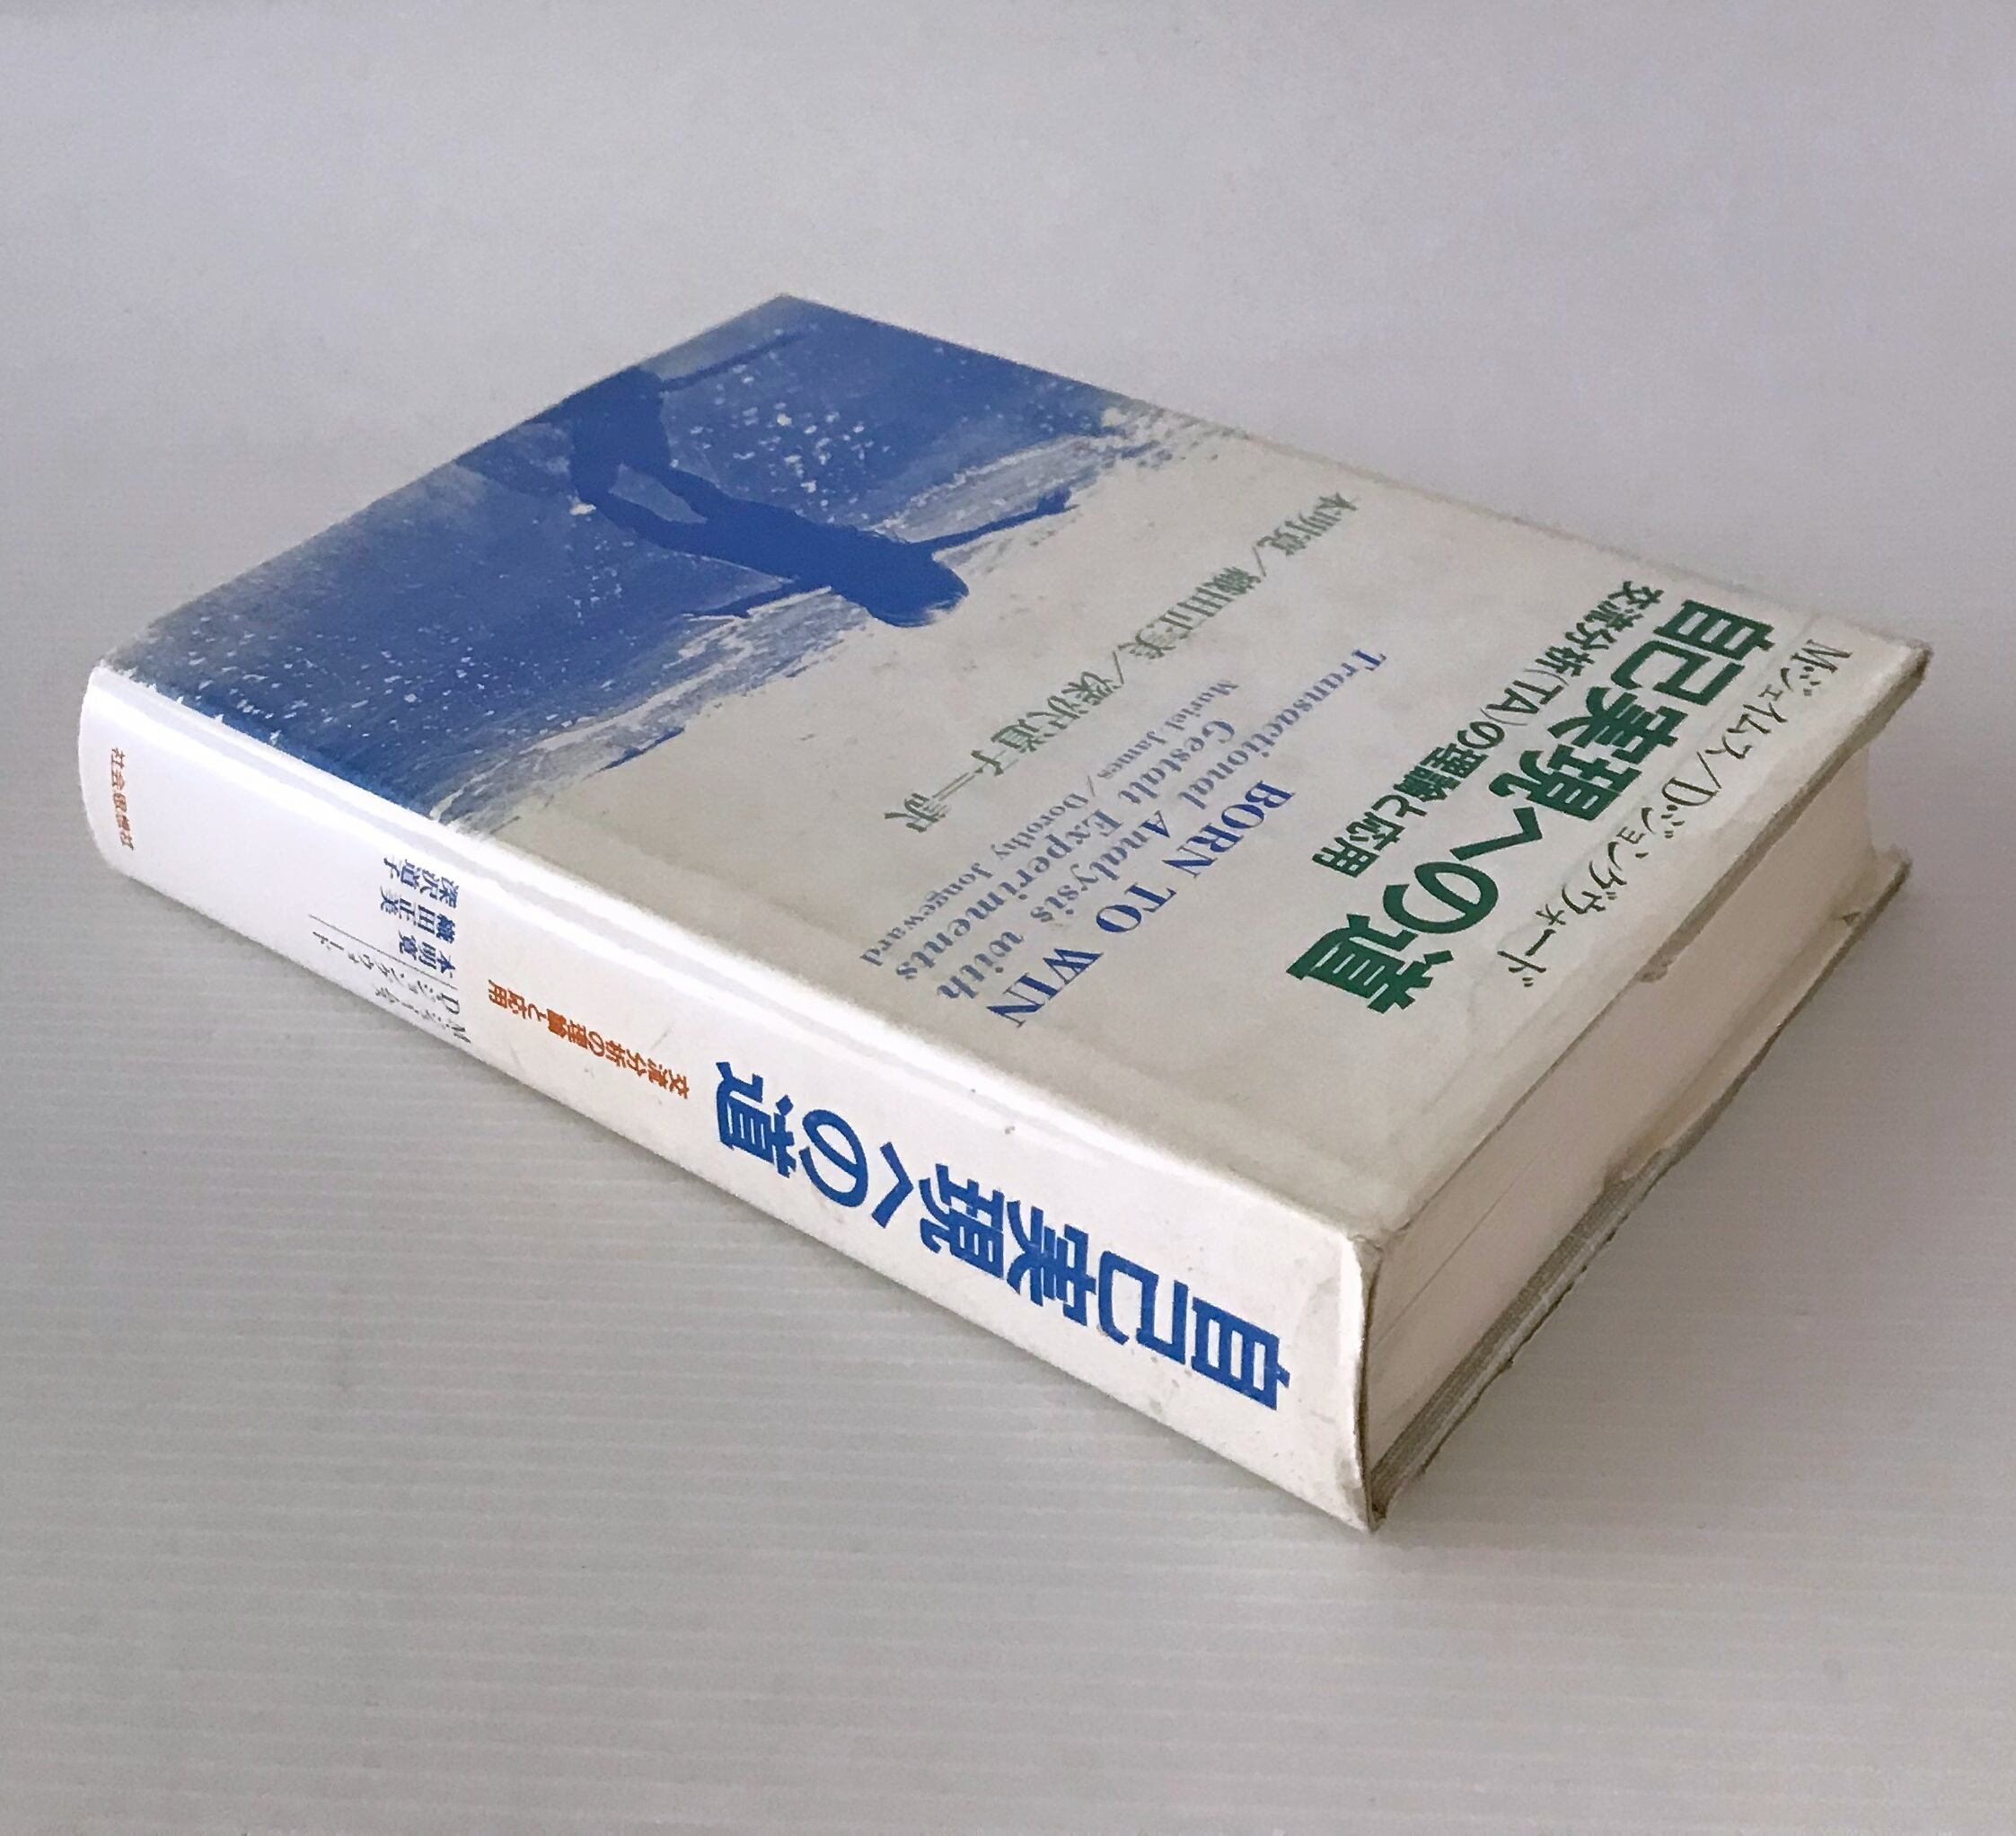 M・ジェイムス/D・ジョングウォード
自己実現への道
交流分析(TA)の理論と応用
BORN TO WIN
Transactional Analysis with
Gestalt Experiments
Muriel James / Dorothy Jongeward
本明寛/織田正美/深沢道子=訳
自己実現への道
交流分析の理論と応用
M・ジェイムス
D・ジョングウォード
本明 寛
織田正美
深沢道子
社会思想社